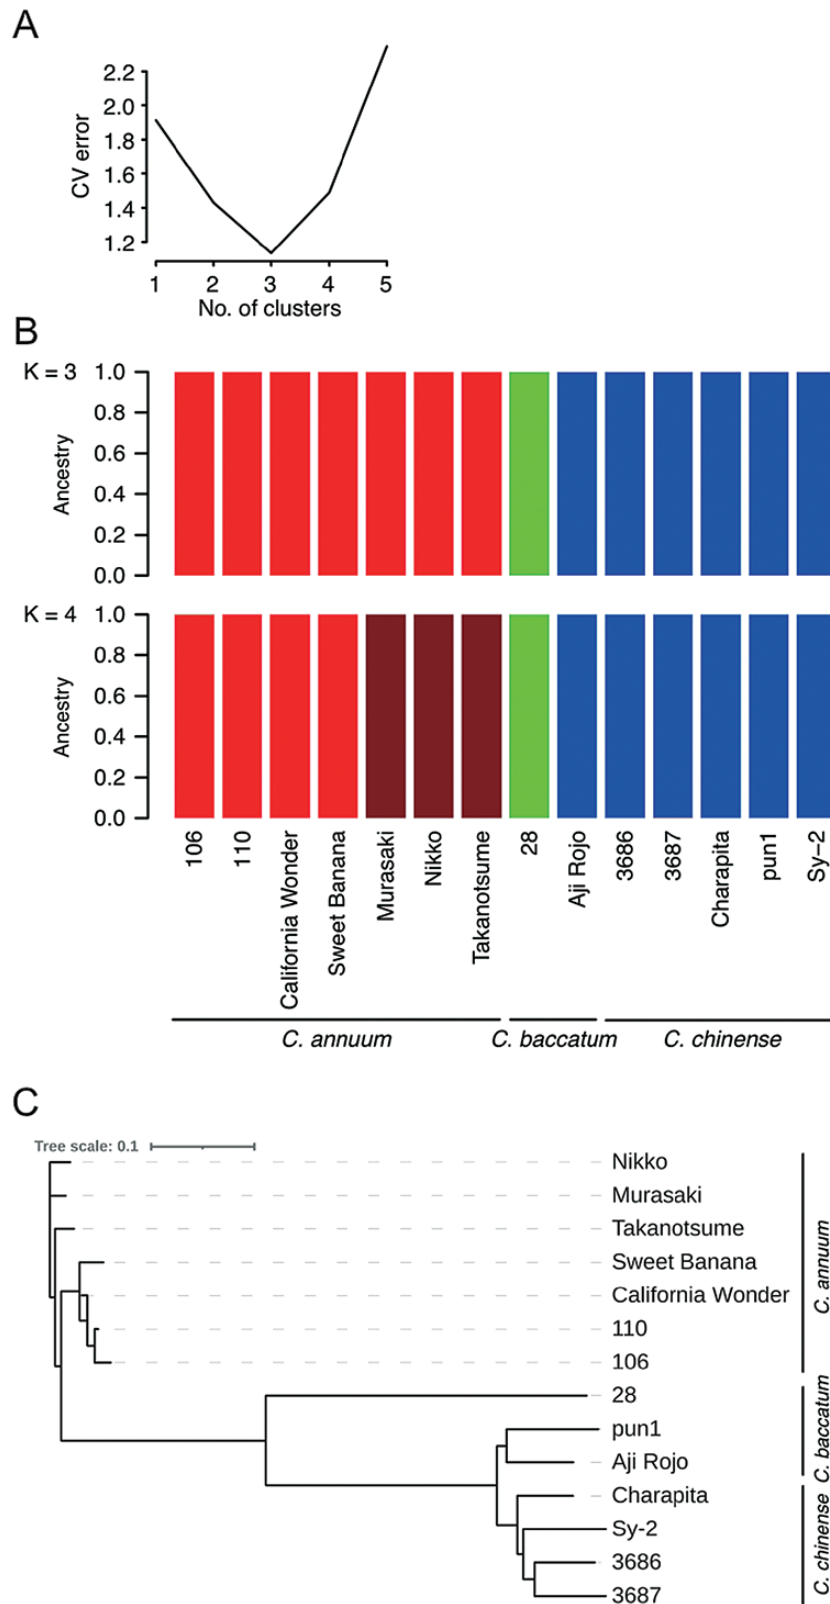 A
CV error
2.2
2.0
1.8
1.6
1.4
1.2
1 2 3 4 5
No. of clusters
B
K = 3
Ancestry
1.0
0.8
0.6
0.4
0.2
0.0
K = 4
Ancestry
1.0
0.8
0.6
0.4
0.2
0.0
106
110
California Wonder
Sweet Banana
Murasaki
Nikko
Takanotsume
28
Aji Rojo
3686
3687
Charapita
pun1
Sy-2
C. annuum
C. baccatum
C. chinense
C
Tree scale: 0.1
Nikko
Murasaki
Takanotsume
Sweet Banana
California Wonder
110
106
28
pun1
Aji Rojo
Charapita
Sy-2
3686
3687
C. annuum
C. baccatum
C. chinense